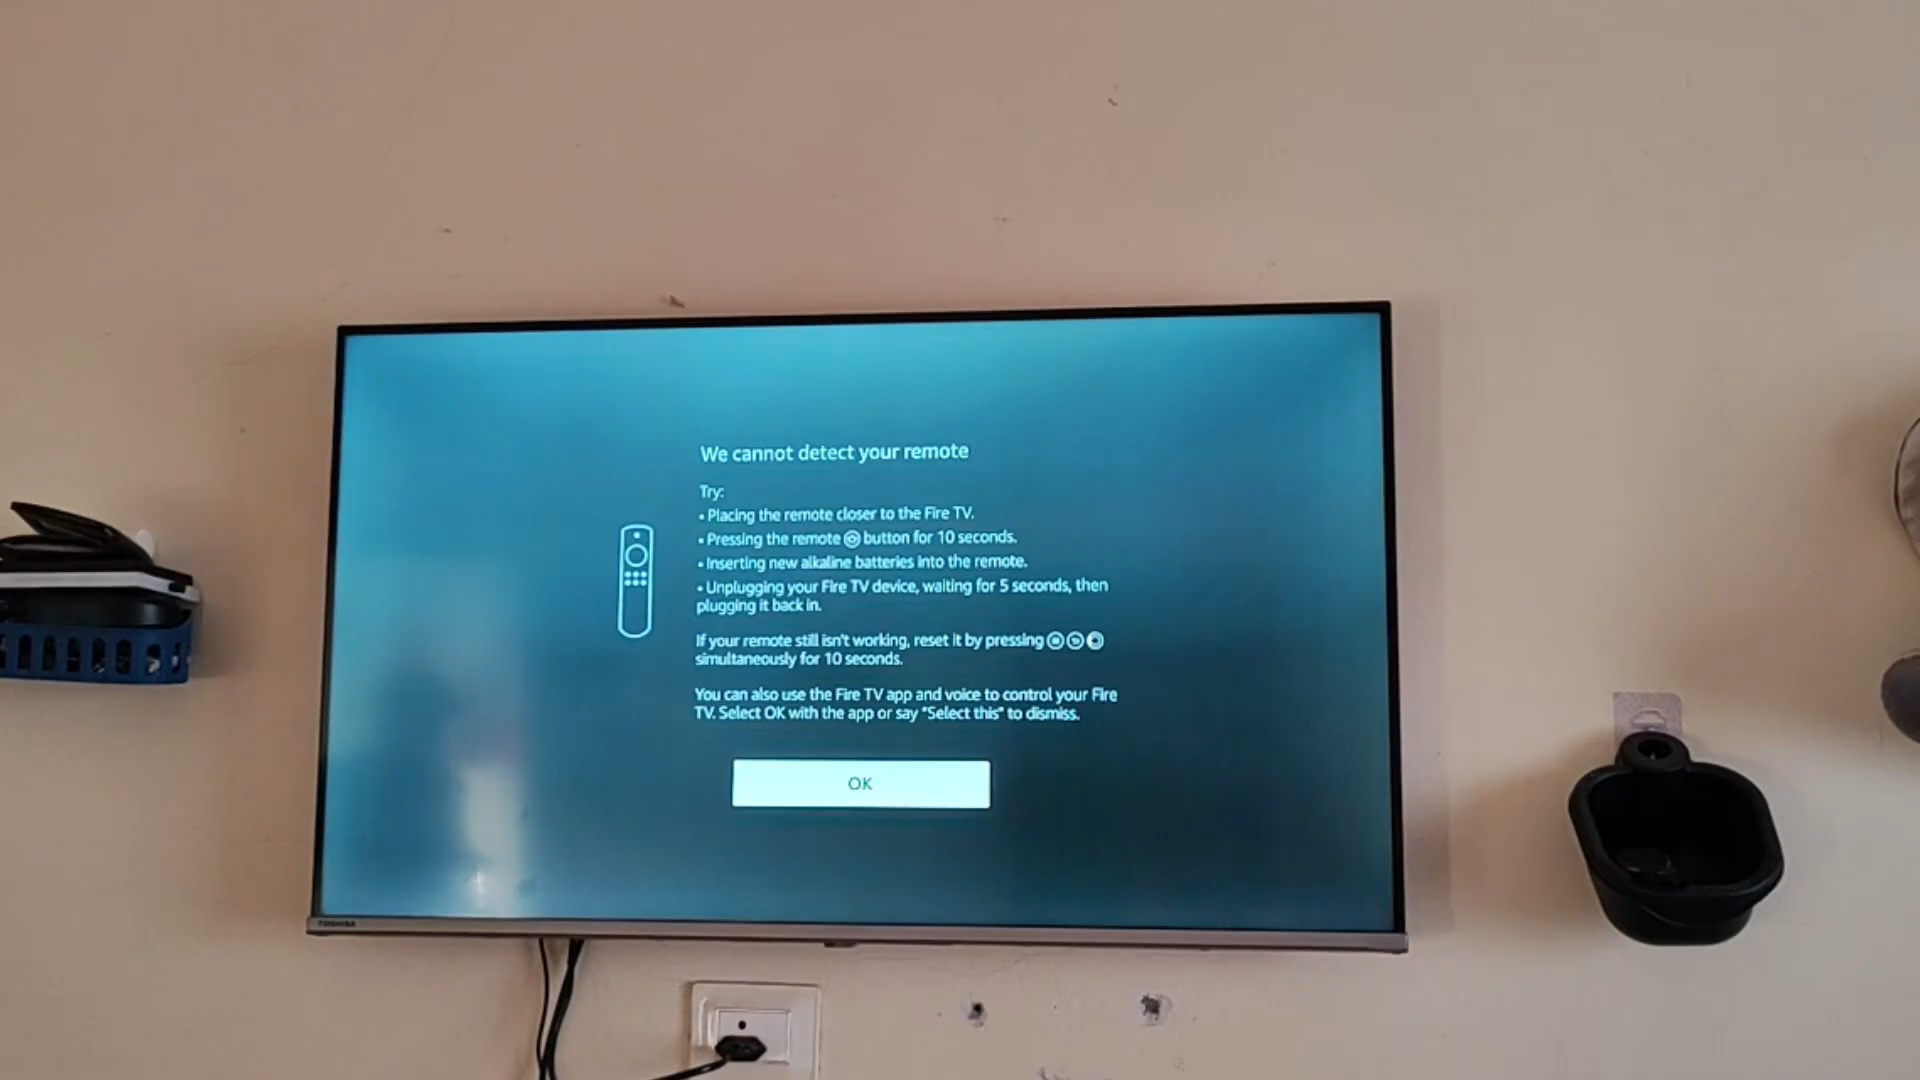 We cannot detect your remote
Try:
• Placing the remote closer to the Fire TV.
• Pressing the remote button for 10 seconds.
• Inserting new alkaline batteries into the remote.
• Unplugging your Fire TV device, waiting for 5 seconds, then
plugging it back in.
If your remote still isn't working, reset it by pressing
simultaneously for 10 seconds.
You can also use the Fire TV app and voice to control your Fire
TV. Select OK with the app or say "Select this" to dismiss.
OK
TOSHIBA